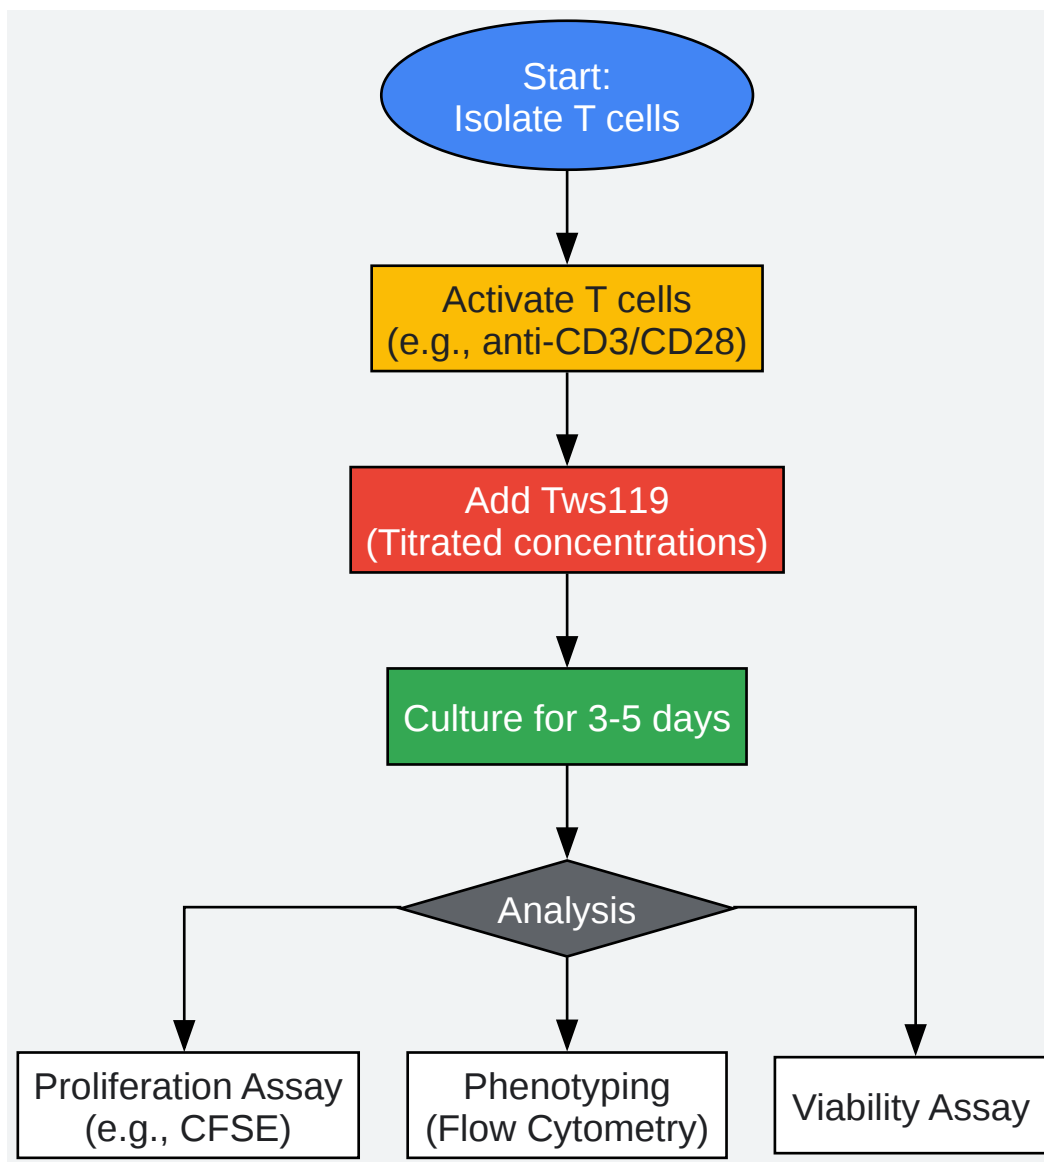 Start:
Isolate T cells
Activate T cells
(e.g., anti-CD3/CD28)
Add Tws119
(Titrated concentrations)
Culture for 3-5 days
Analysis
Proliferation Assay
(e.g., CFSE)
Phenotyping
(Flow Cytometry)
Viability Assay